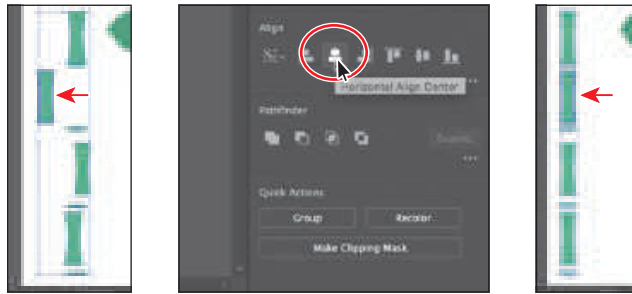 Align
Horizontal Align Center
Pathfinder
Quick Actions
Group
Recolor
Make Clipping Mask